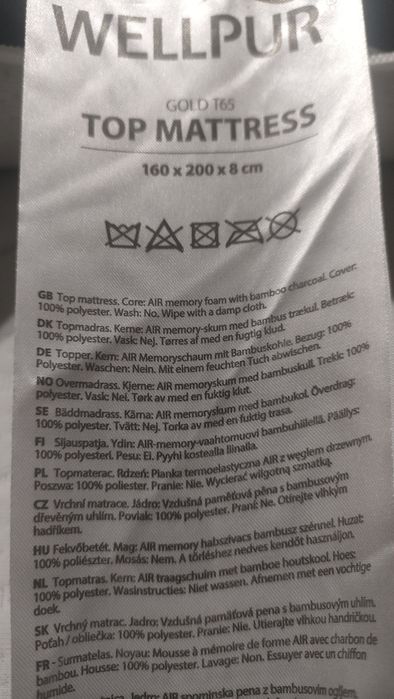 WELLPUR
GOLD T65
TOP MATTRESS
160 x 200 x 8 cm
GB Top mattress. Core: AIR memory foam with bamboo charcoal. Cover:
100% polyester. Wash: No. Wipe with a damp cloth.
DK Topmadras. Kerne: AIR memory-skum med bambus trækul. Betræk:
100% polyester. Vask: Nej. Tørres af med en fugtig klud.
DE Topper. Kern: AIR Memoryschaum mit Bambuskohle. Bezug: 100%
Polyester. Waschen: Nein. Mit einem feuchten Tuch abwischen.
NO Overmadrass. Kjerne: AIR memoryskum med bambuskull. Trekk: 100%
polyester. Vask: Nei. Tørk av med en fuktig klut.
SE Bäddmadrass. Kärna: AIR memoryskum med bambukol. Överdrag:
100% polyester. Tvätt: Nej. Torka av med en fuktig trasa.
FI Sijauspatja. Ydin: AIR-memory-vaahtomuovi bambuhiilellä. Päällys:
100% polyesteri. Pesu: Ei. Pyyhi kostealla liinalla.
PL Topmaterac. Rdzeń: Pianka termoelastyczna AIR z węglem drzewnym.
Poszwa: 100% poliester. Pranie: Nie. Wycierać wilgotną szmatką.
CZ Vrchní matrace. Jádro: Vzdušná paměťová pěna s bambusovým
dřevěným uhlím. Povlak: 100% polyester. Praní: Ne. Otírejte vlhkým
hadříkem.
HU Fekvőbetét. Mag: AIR memory habszivacs bambusz szénnel. Huzat:
100% poliészter. Mosás: Nem. A törléshez nedves kendőt használjon.
NL Topmatras. Kern: AIR traagschuim met bamboe houtskool. Hoes:
100% polyester. Wasinstructies: Niet wassen. Afnemen met een vochtige
doek.
SK Vrchný matrac. Jadro: Vzdušná pamäťová pena s bambusovým uhlím.
Poťah / obliečka: 100% polyester. Pranie: Nie. Utierajte vlhkou handričkou.
FR - Surmatelas. Noyau: Mousse à mémoire de forme AIR avec charbon de
bambou. Housse: 100% polyester. Lavage: Non. Essuyer avec un chiffon
humide.
Jedro: AIR spominska pena z bambusovim ogljem.